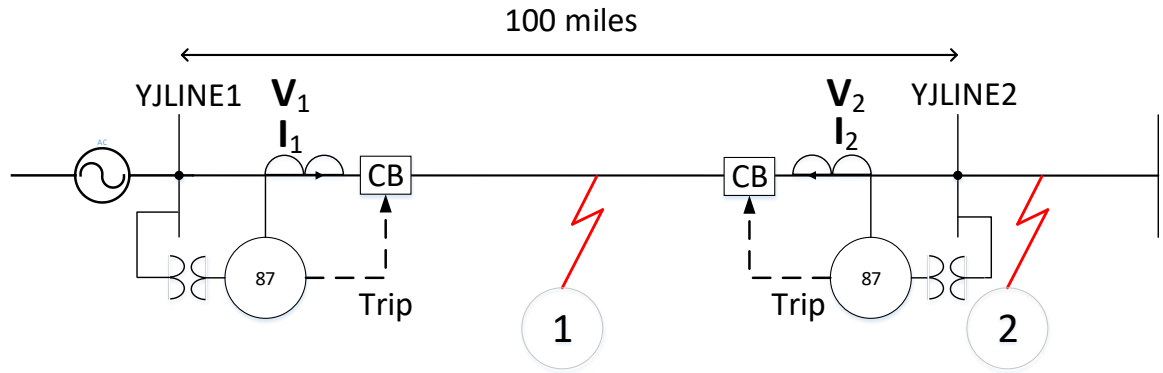 100 miles
YJLINE1
V1
I1
V2
I2
YJLINE2
AC
CB
CB
87
Trip
87
Trip
1
2